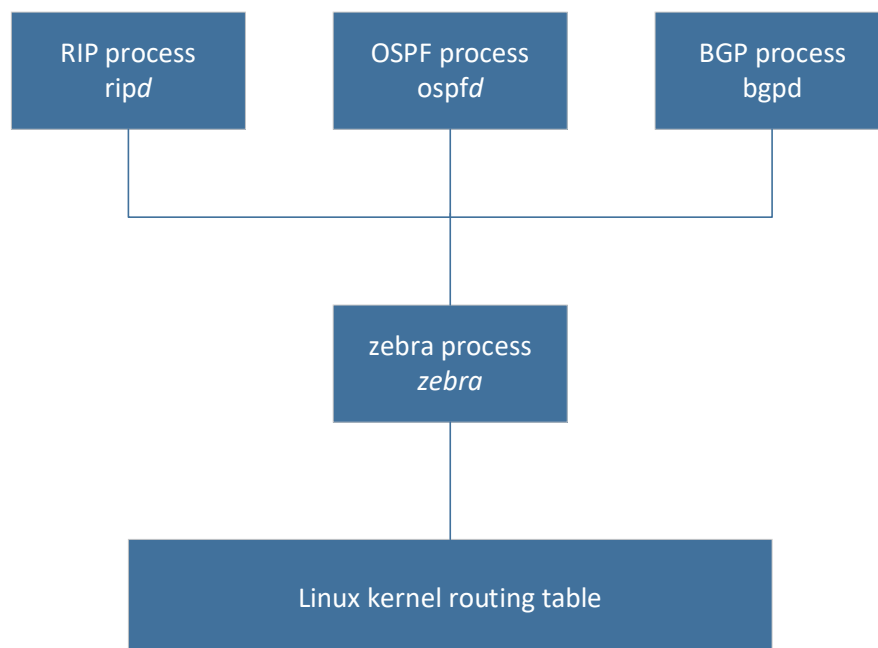 RIP process
ripd
OSPF process
ospfd
BGP process
bgpd
zebra process
zebra
Linux kernel routing table